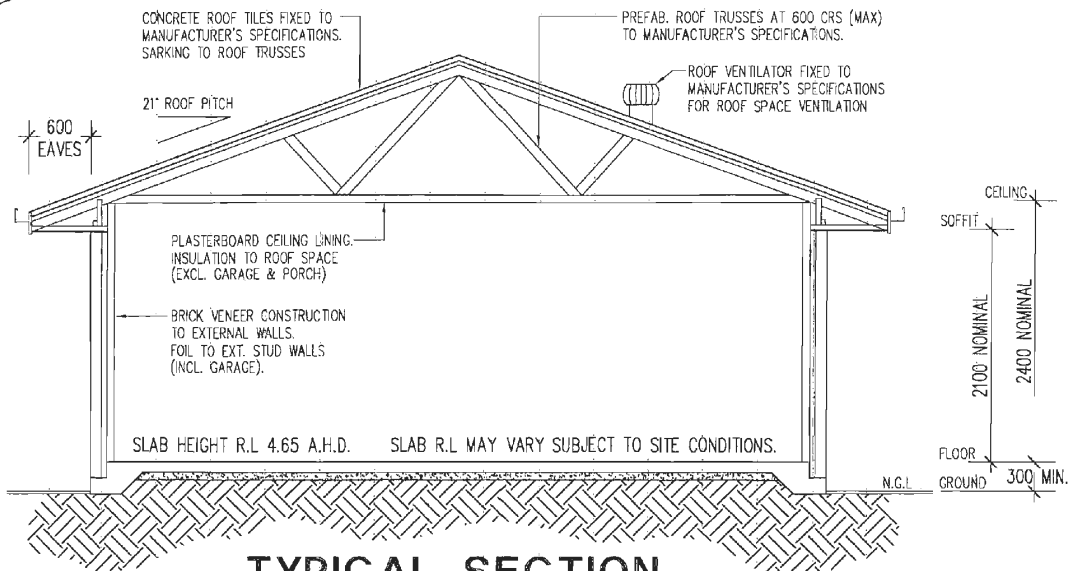 CONCRETE ROOF TILES FIXED TO
MANUFACTURER'S SPECIFICATIONS.
SARKING TO ROOF TRUSSES
PREFAB. ROOF TRUSSES AT 600 CRS (MAX)
TO MANUFACTURER'S SPECIFICATIONS.
ROOF VENTILATOR FIXED TO
MANUFACTURER'S SPECIFICATIONS
FOR ROOF SPACE VENTILATION
21° ROOF PITCH
600
EAVES
CEILING
SOFFIT
PLASTERBOARD CEILING LINING.
INSULATION TO ROOF SPACE
(EXCL. GARAGE & PORCH)
BRICK VENEER CONSTRUCTION
TO EXTERNAL WALLS.
FOIL TO EXT. STUD WALLS
(INCL. GARAGE).
2100 NOMINAL
2400 NOMINAL
SLAB HEIGHT R.L 4.65 A.H.D. SLAB R.L MAY VARY SUBJECT TO SITE CONDITIONS.
FLOOR
N.G.L GROUND 300 MIN.
TYPICAL SECTION